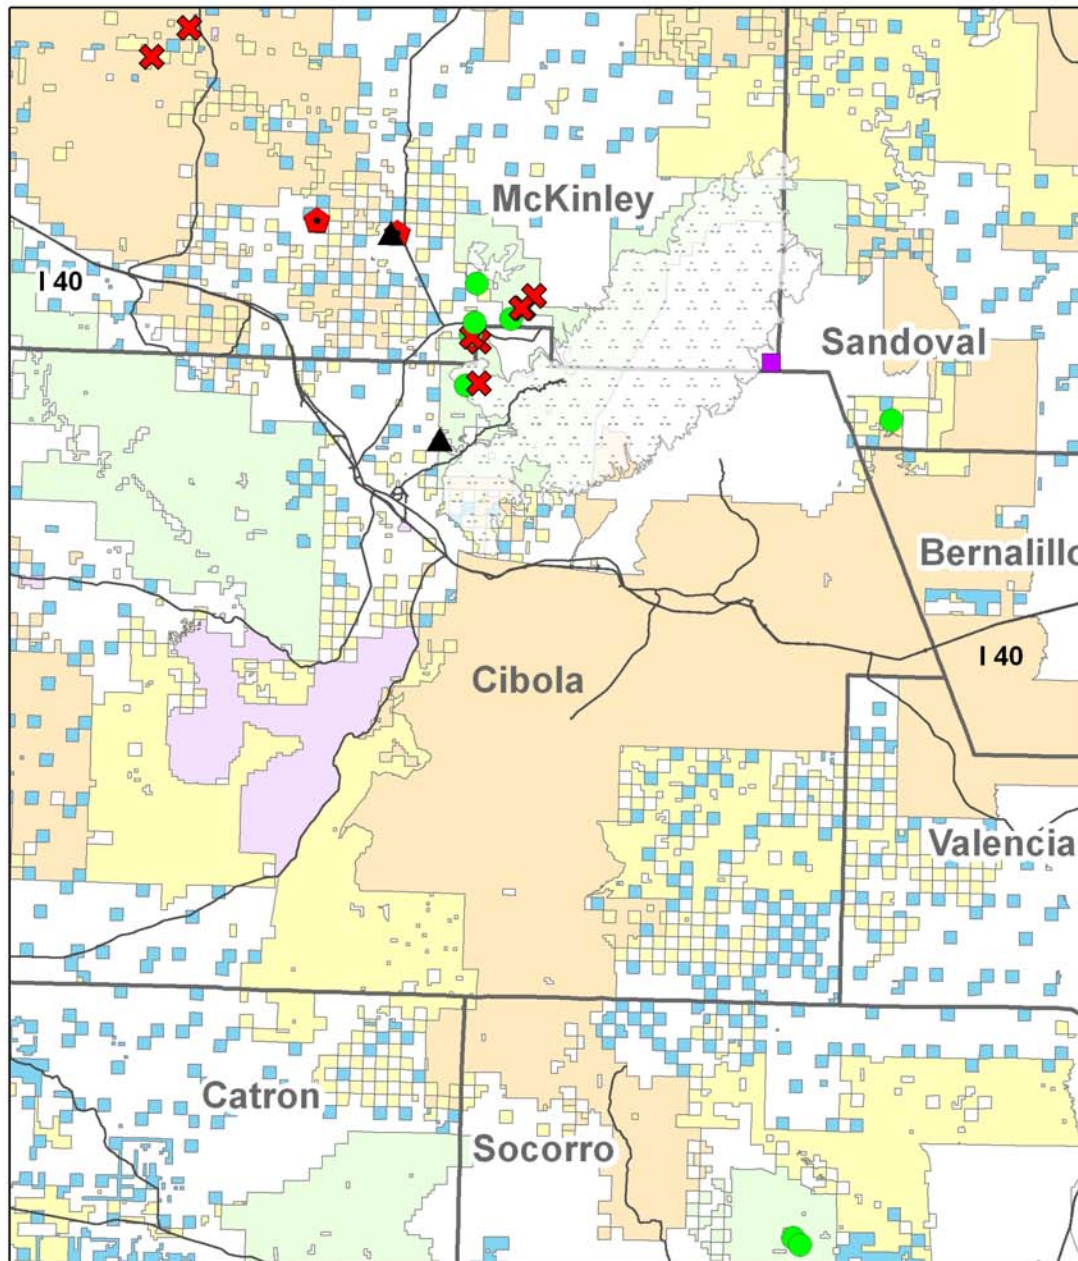 McKinley
I 40
Sandoval
Bernalillo
I 40
Cibola
Valencia
Catron
Socorro